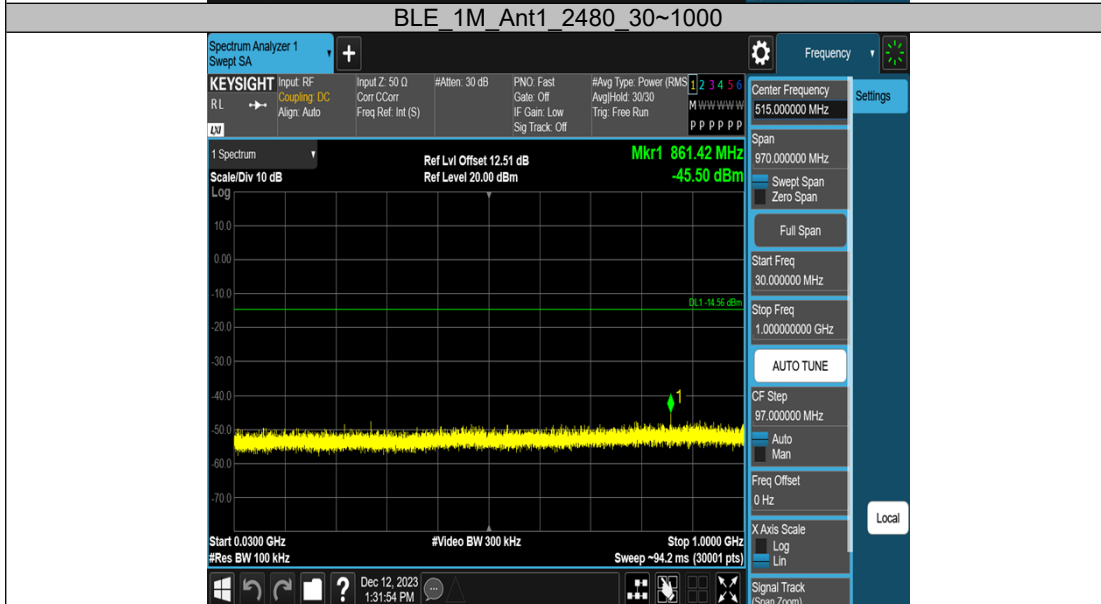 BLE_1M_Ant1_2480_30~1000
Spectrum Analyzer 1
Swept SA
Frequency
KEYSIGHT
RL
LXI
Input: RF
Coupling: DC
Align: Auto
Input Z: 50 Ω
Corr CCorr
Freq Ref: Int (S)
#Atten: 30 dB
PNO: Fast
Gate: Off
IF Gain: Low
Sig Track: Off
#Avg Type: Power (RMS
Avg|Hold: 30/30
Trig: Free Run
1 2 3 4 5 6
M W W W W W
P P P P P P
1 Spectrum
Scale/Div 10 dB
Ref Lvl Offset 12.51 dB
Ref Level 20.00 dBm
Mkr1 861.42 MHz
-45.50 dBm
Log
10.0
0.00
-10.0
DL1 -14.56 dBm
-20.0
-30.0
-40.0
1
-50.0
-60.0
-70.0
Start 0.0300 GHz
#Video BW 300 kHz
Stop 1.0000 GHz
#Res BW 100 kHz
Sweep ~94.2 ms (30001 pts)
?
Dec 12, 2023
1:31:54 PM
Center Frequency
515.000000 MHz
Settings
Span
970.000000 MHz
Swept Span
Zero Span
Full Span
Start Freq
30.000000 MHz
Stop Freq
1.000000000 GHz
AUTO TUNE
CF Step
97.000000 MHz
Auto
Man
Freq Offset
0 Hz
Local
X Axis Scale
Log
Lin
Signal Track
(Span Zoom)